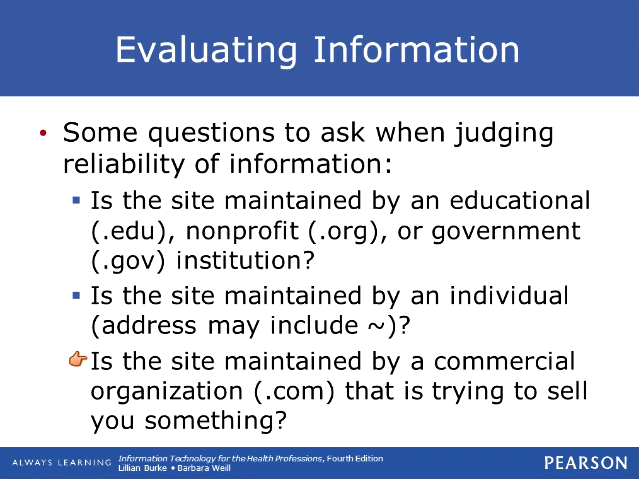 Evaluating Information
• Some questions to ask when judging
reliability of information:
▪ Is the site maintained by an educational
(.edu), nonprofit (.org), or government
(.gov) institution?
▪ Is the site maintained by an individual
(address may include ~)?
Is the site maintained by a commercial
organization (.com) that is trying to sell
you something?
ALWAYS LEARNING
Information Technology for the Health Professions, Fourth Edition
Lillian Burke ♦ Barbara Weill
PEARSON